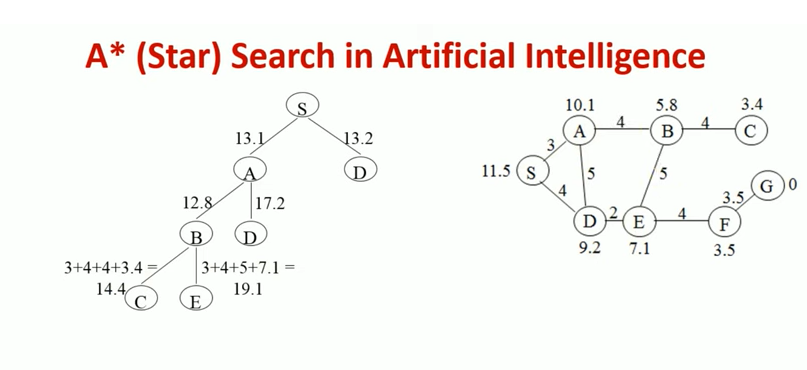 A* (Star) Search in Artificial Intelligence
S
13.1 13.2
A D
12.8 17.2
B D
3+4+4+3.4 = 3+4+5+7.1 =
14.4 19.1
C E
10.1 5.8 3.4
A 4 B 4 C
3
11.5 S 5 5
4
G 0
3.5
D 2 E 4 F
9.2 7.1 3.5